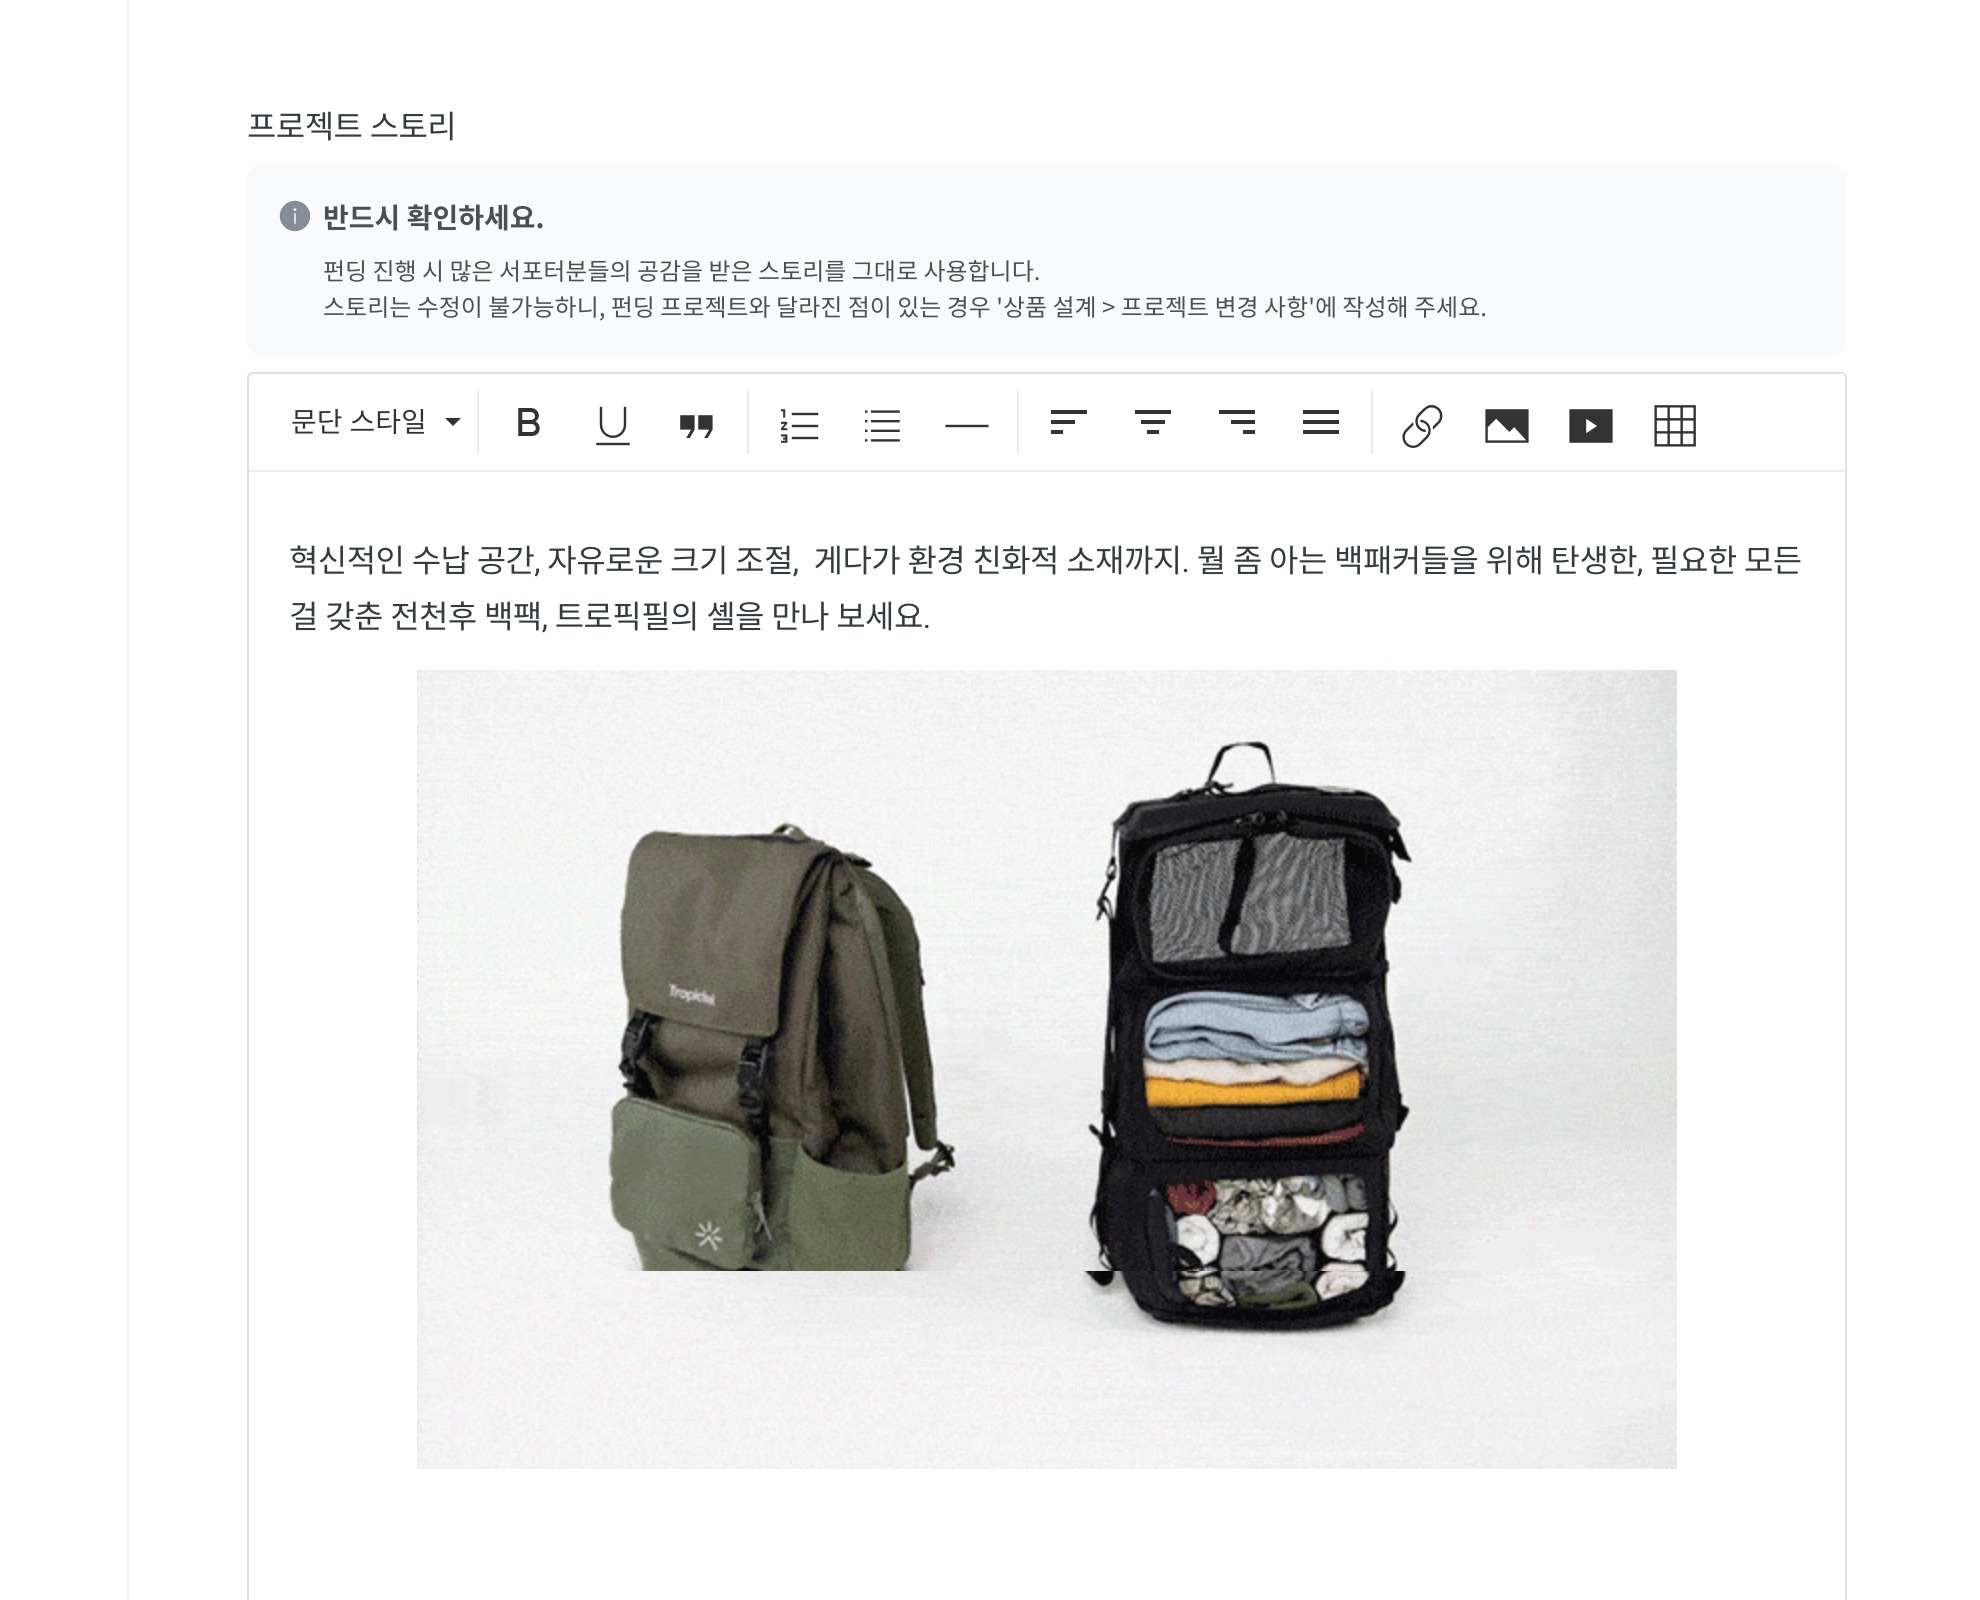 프로젝트 스토리
반드시 확인하세요.
펀딩 진행 시 많은 서포터분들의 공감을 받은 스토리를 그대로 사용합니다.
스토리는 수정이 불가능하니, 펀딩 프로젝트와 달라진 점이 있는 경우 '상품 설계 > 프로젝트 변경 사항'에 작성해 주세요.
문단 스타일 B U
혁신적인 수납 공간, 자유로운 크기 조절,  게다가 환경 친화적 소재까지. 뭘 좀 아는 백패커들을 위해 탄생한, 필요한 모든
걸 갖춘 전천후 백팩, 트로픽필의 셸을 만나 보세요.